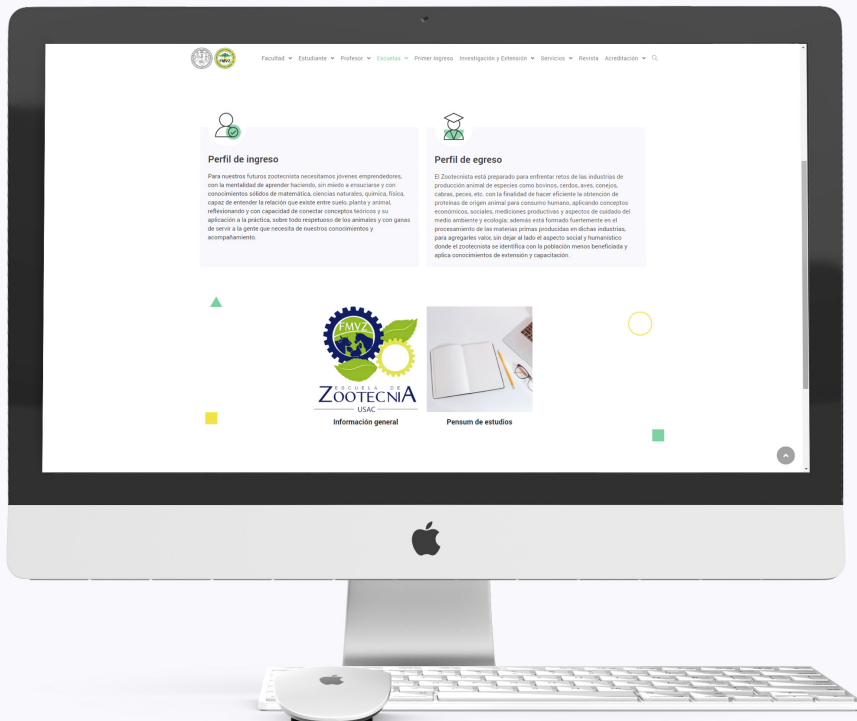 FMVZ
Facultad Estudiante Profesor Escuelas Primer Ingreso Investigación y Extensión Servicios Revista Acreditación
Perfil de ingreso
Para nuestros futuros zootecnista necesitamos jóvenes emprendedores,
con la mentalidad de aprender haciendo, sin miedo a ensuciarse y con
conocimientos sólidos de matemática, ciencias naturales, química, física,
capaz de entender la relación que existe entre suelo, planta y animal,
reflexionando y con capacidad de conectar conceptos teóricos y su
aplicación a la práctica, sobre todo respetuoso de los animales y con ganas
de servir a la gente que necesita de nuestros conocimientos y
acompañamiento.
Perfil de egreso
El Zootecnista está preparado para enfrentar retos de las industrias de
producción animal de especies como bovinos, cerdos, aves, conejos,
cabras, peces, etc. con la finalidad de hacer eficiente la obtención de
proteínas de origen animal para consumo humano, aplicando conceptos
económicos, sociales, mediciones productivas y aspectos de cuidado del
medio ambiente y ecología; además está formado fuertemente en el
procesamiento de las materias primas producidas en dichas industrias,
para agregarles valor, sin dejar al lado el aspecto social y humanístico
donde el zootecnista se identifica con la población menos beneficiada y
aplica conocimientos de extensión y capacitación.
FMVZ
ESCUELA DE
ZOOTECNIA
USAC
Información general
Pensum de estudios